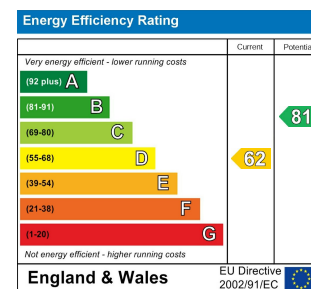 Energy Efficiency Rating
Current Potentia
Very energy efficient - lower running costs
(92 plus) A
(81-91) B
(69-80) C
(55-68) D
(39-54) E
(21-38) F
(1-20) G
62
81
Not energy efficient - higher running costs
England & Wales
EU Directive
2002/91/EC